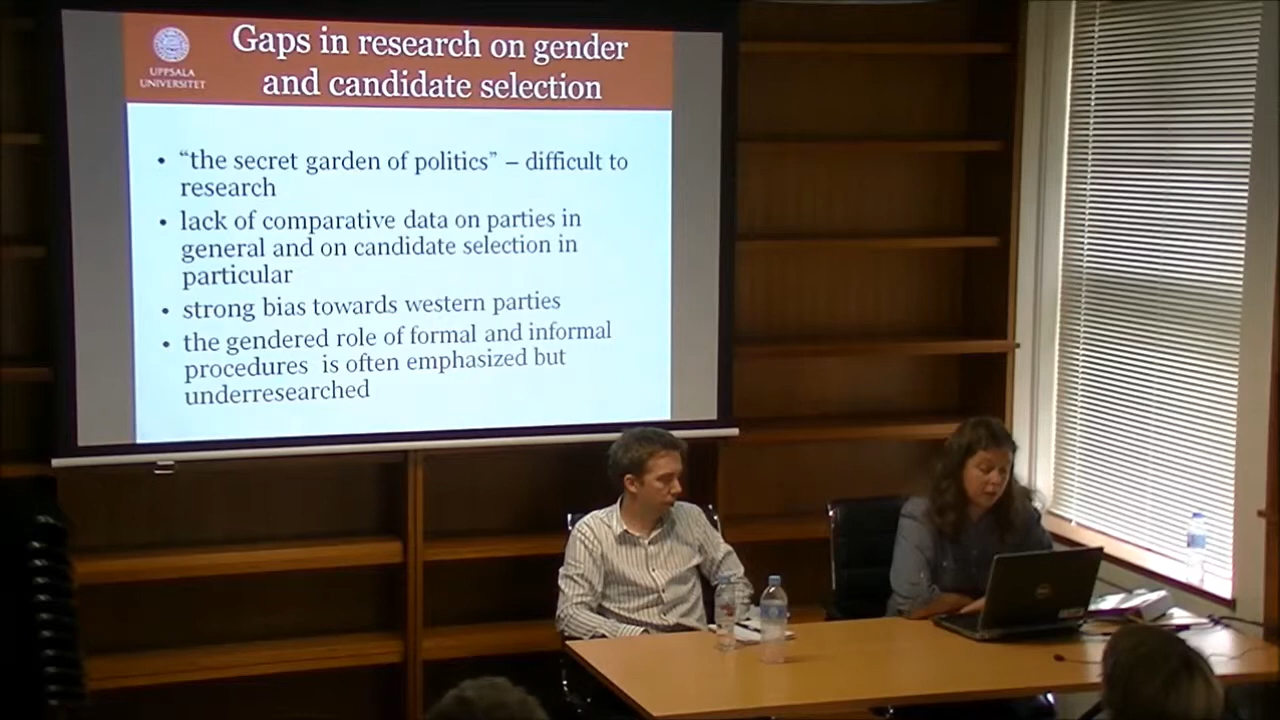 UPPSALA
UNIVERSITET
Gaps in research on gender
and candidate selection
• “the secret garden of politics” – difficult to
research
• lack of comparative data on parties in
general and on candidate selection in
particular
• strong bias towards western parties
• the gendered role of formal and informal
procedures is often emphasized but
underresearched